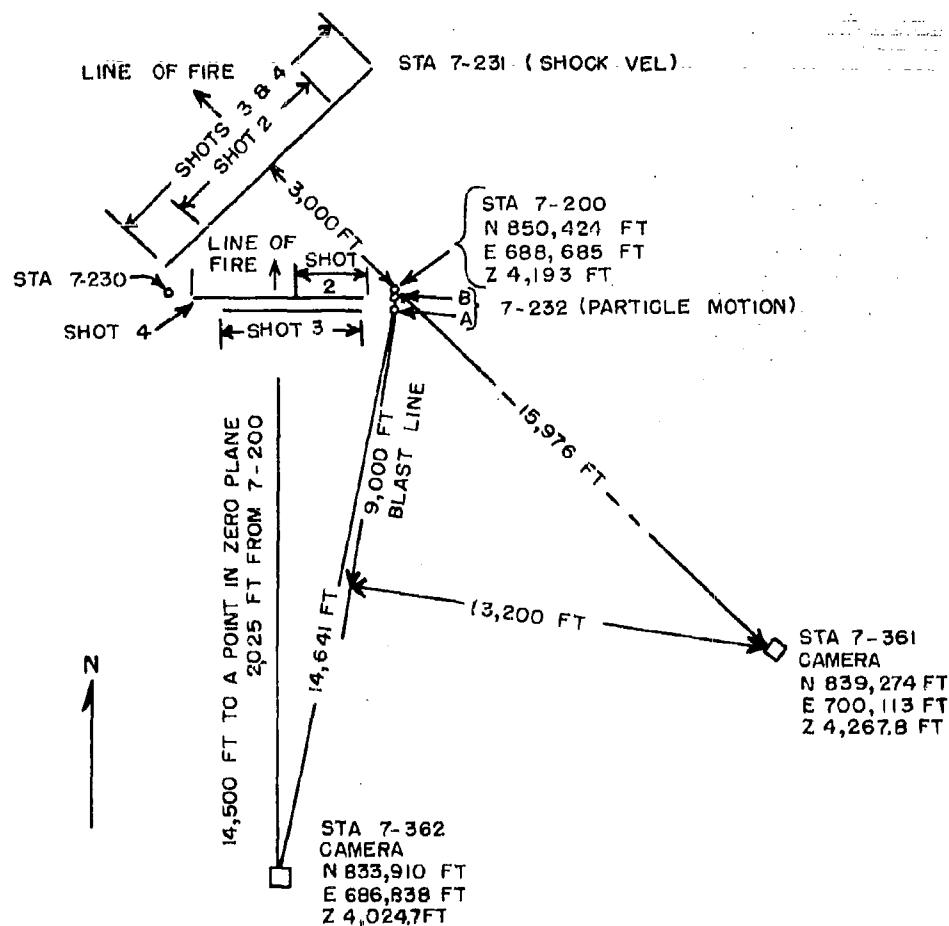 STA 7-231 (SHOCK VEL)
LINE OF FIRE
SHOTS 3 & 4
SHOT 2
3,000 FT
STA 7-200
N 850,424 FT
E 688,685 FT
Z 4,193 FT
LINE OF
FIRE
SHOT
2
STA 7-230
B
A
7-232 (PARTICLE MOTION)
SHOT 4
SHOT 3
14,500 FT TO A POINT IN ZERO PLANE
2,025 FT FROM 7-200
9,000 FT
BLAST LINE
14,641 FT
15,976 FT
13,200 FT
STA 7-361
CAMERA
N 839,274 FT
E 700,113 FT
Z 4,267.8 FT
N
STA 7-362
CAMERA
N 833,910 FT
E 686,838 FT
Z 4,024.7FT